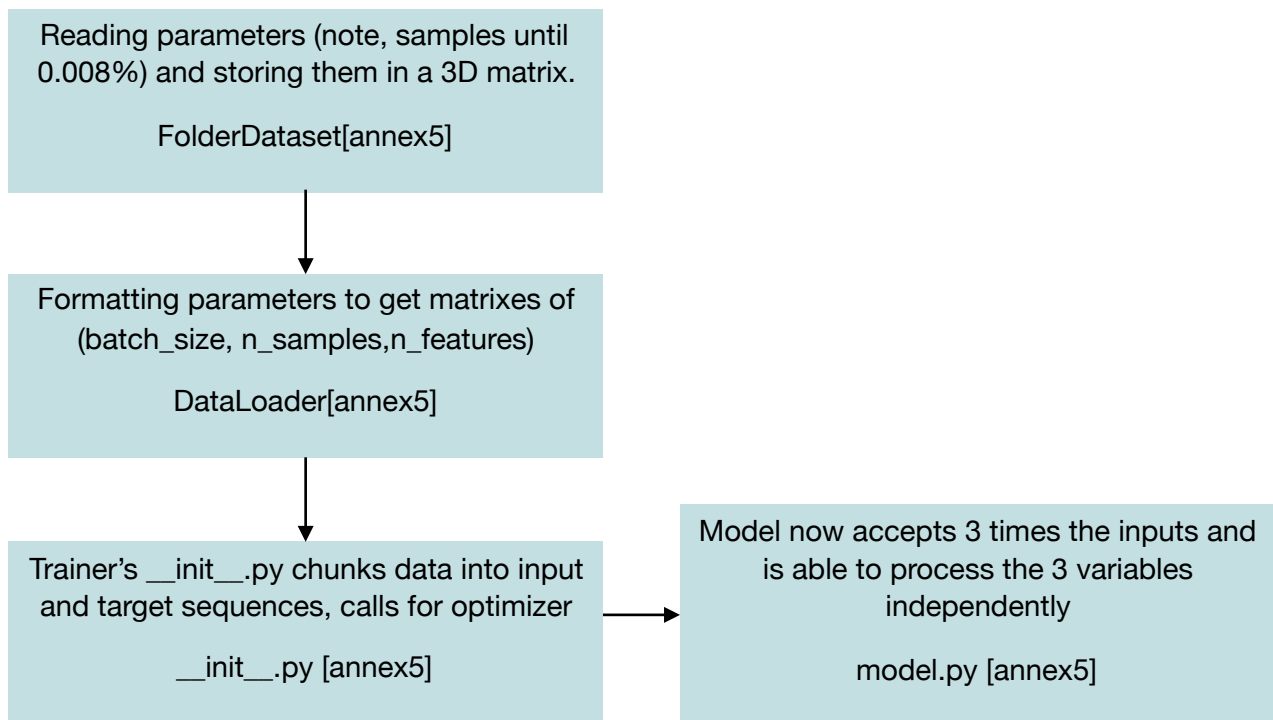 Reading parameters (note, samples until
0.008%) and storing them in a 3D matrix.
FolderDataset[annex5]
Formatting parameters to get matrixes of
(batch_size, n_samples,n_features)
DataLoader[annex5]
Trainer's __init__.py chunks data into input
and target sequences, calls for optimizer
__init__.py [annex5]
Model now accepts 3 times the inputs and
is able to process the 3 variables
independently
model.py [annex5]